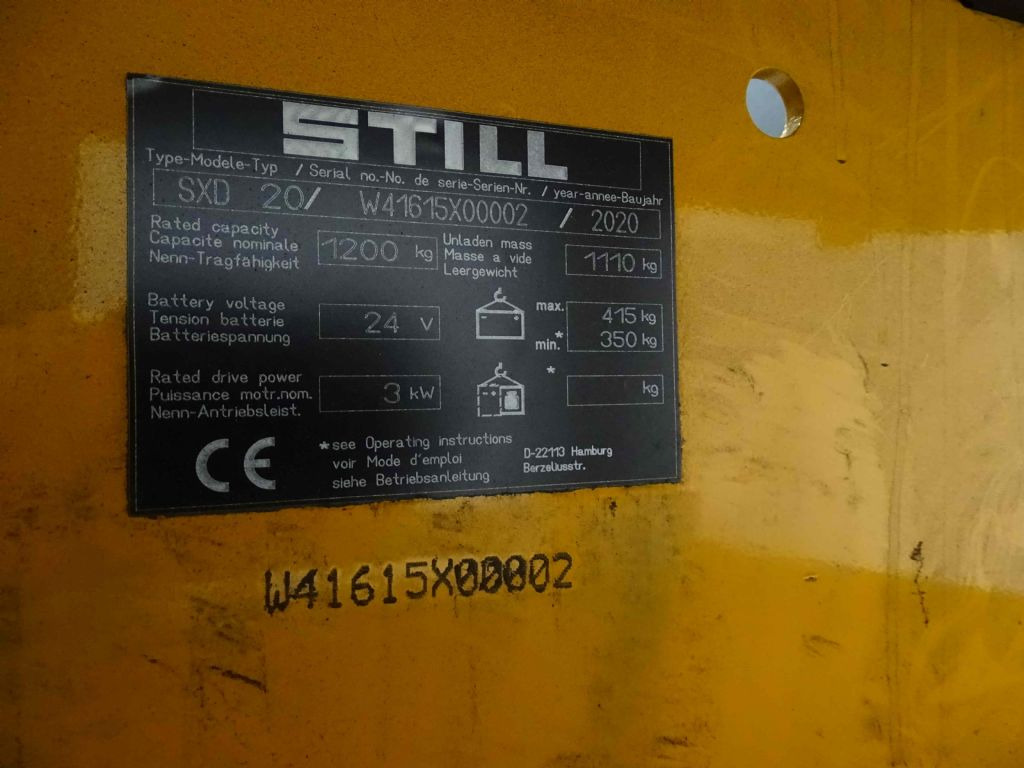 STILL
Type-Modele-Typ / Serial no.-No. de serie-Serien-Nr. / year-annee-Baujahr
SXD 20/ W41615X00002 / 2020
Rated capacity
Capacite nominale
Nenn-Tragfähigkeit
1200 kg
Unladen mass
Masse a vide
Leergewicht
1110 kg
Battery voltage
Tension batterie
Batteriespannung
24 V
max. 415 kg
* min. 350 kg
Rated drive power
Puissance motr.nom.
Nenn-Antriebsleist.
3 kW
* kg
CE
*see Operating instructions
voir Mode d'emploi
siehe Betriebsanleitung
D-22113 Hamburg
Berzeliusstr.
W41615X00002